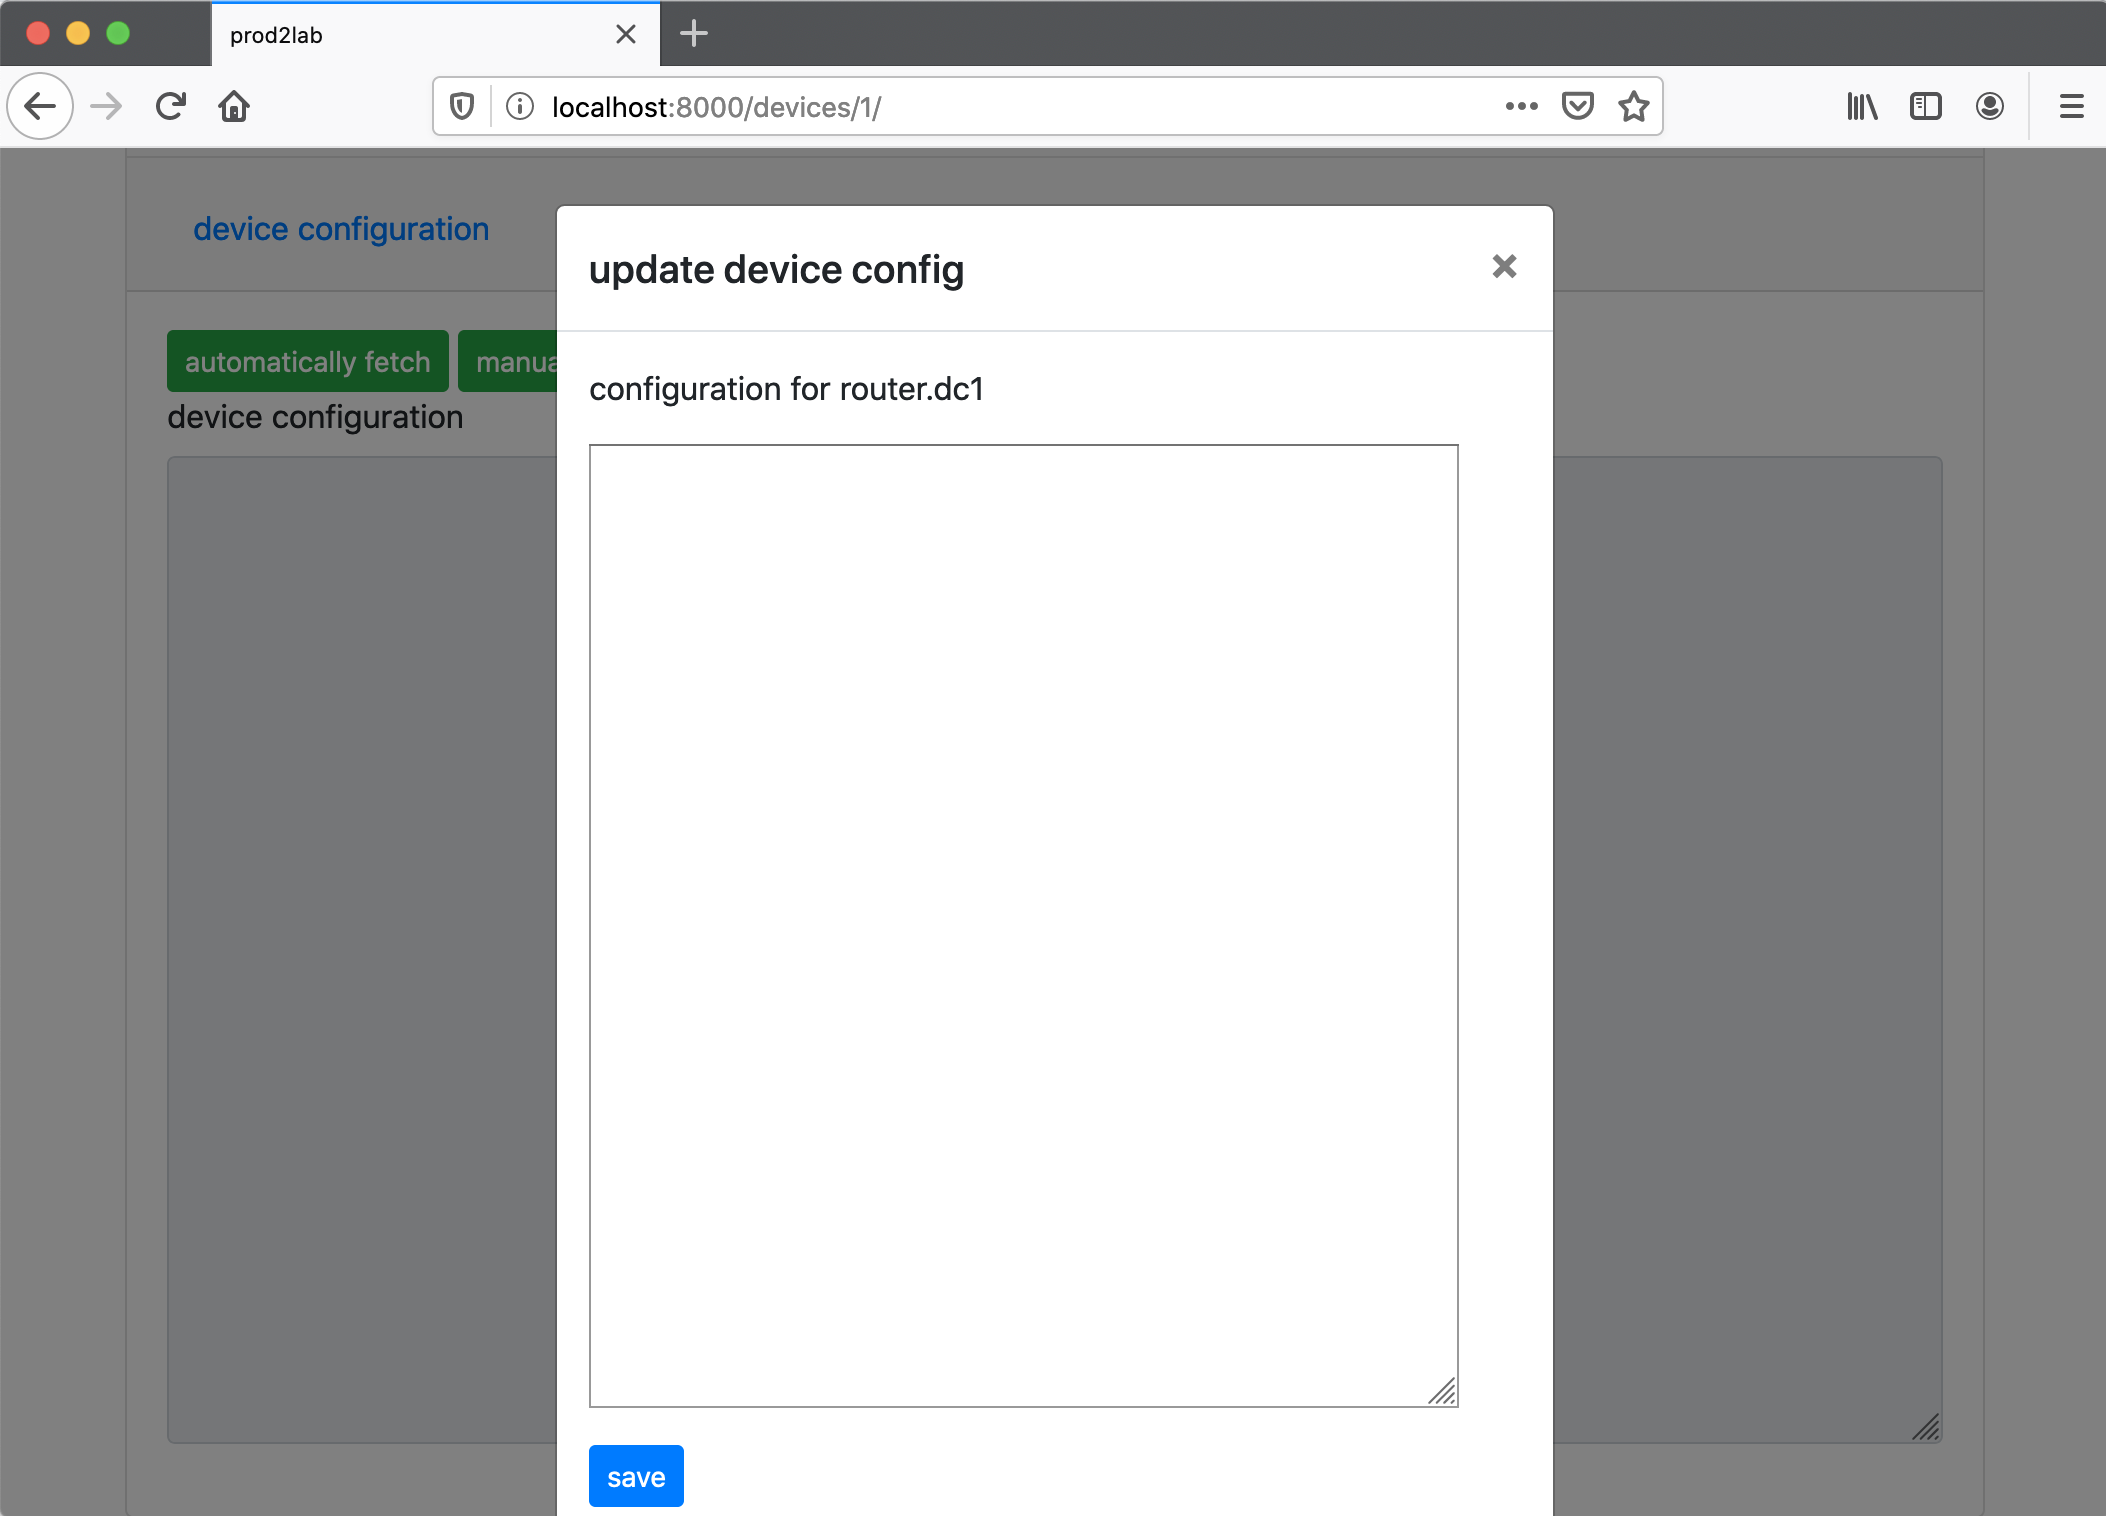 prod2lab
localhost:8000/devices/1/
device configuration
update device config
automatically fetch
configuration for router.dc1
device configuration
save